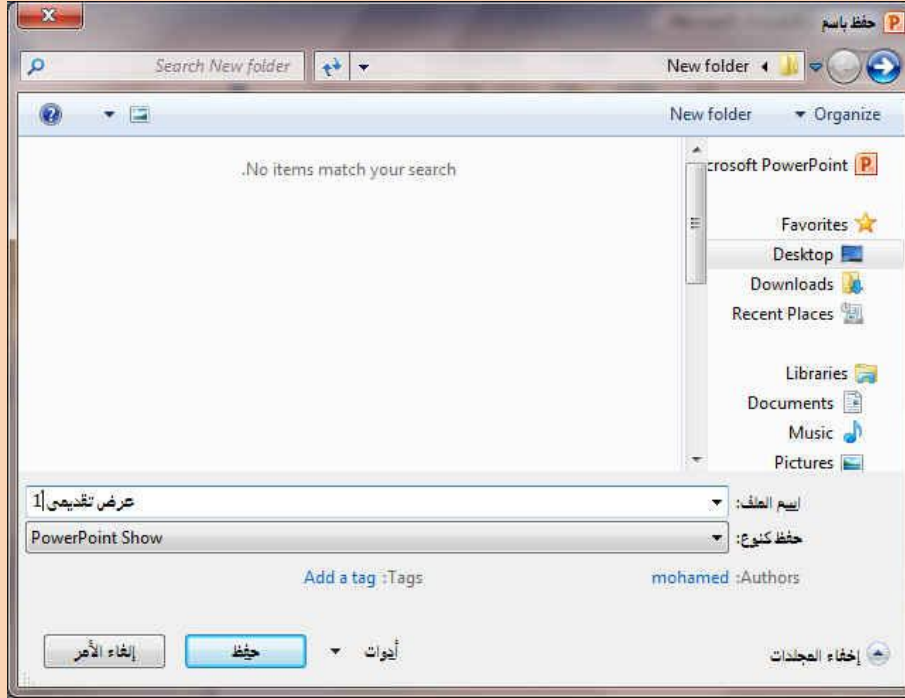 حفظ باسم
New folder
Search New folder
Organize
New folder
.No items match your search
crosoft PowerPoint
Favorites
Desktop
Downloads
Recent Places
Libraries
Documents
Music
Pictures
اسم الملف: عرض تقديمى1
حفظ كنوع: PowerPoint Show
mohamed :Authors
Add a tag :Tags
إخفاء المجلدات
أدوات
حفظ
إلغاء الأمر